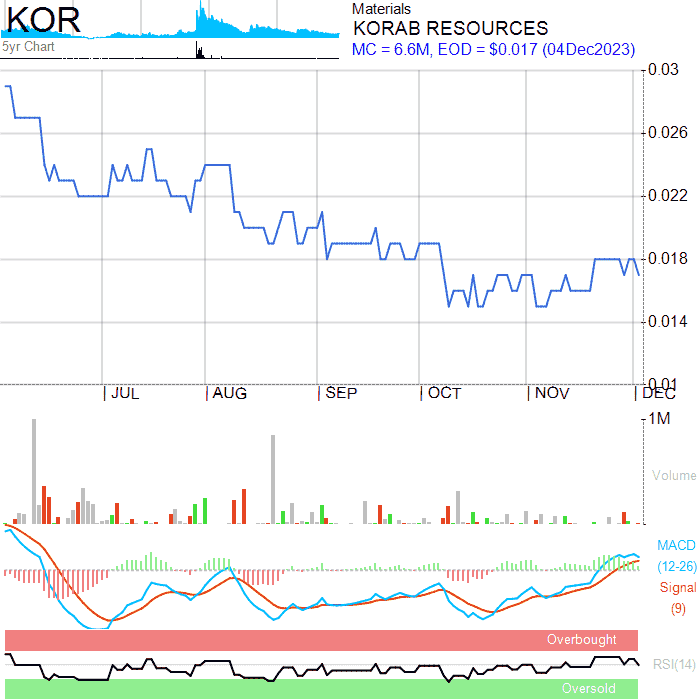 KOR
5yr Chart
Materials
KORAB RESOURCES
MC = 6.6M, EOD = $0.017 (04Dec2023)
0.03
0.026
0.022
0.018
0.014
0.01
JUL AUG SEP OCT NOV DEC
1M
Volume
MACD
(12-26)
Signal
(9)
Overbought
RSI(14)
Oversold